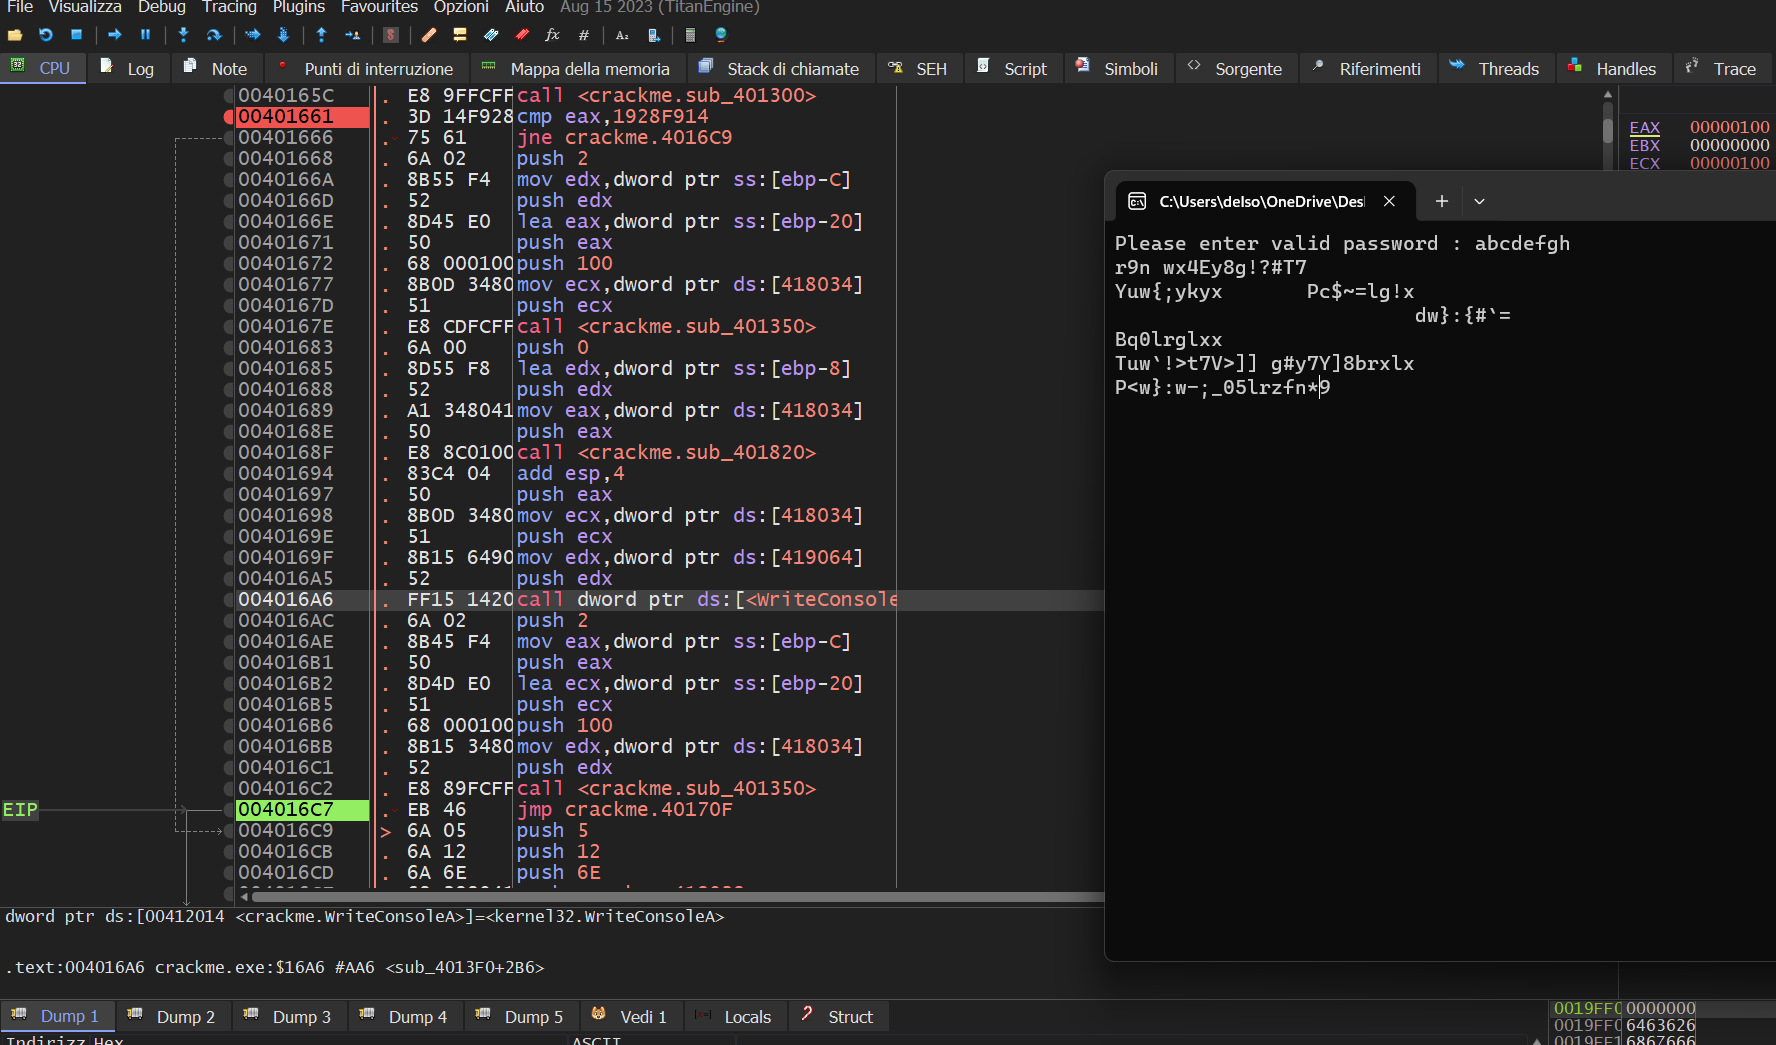 File Visualizza Debug Tracing Plugins Favourites Opzioni Aiuto Aug 15 2023 (TitanEngine)
CPU Log Note Punti di interruzione Mappa della memoria Stack di chiamate SEH Script Simboli Sorgente Riferimenti Threads Handles Trace
0040165C . E8 9FFCFF call <crackme.sub_401300>
00401661 . 3D 14F928 cmp eax,1928F914
00401666 . 75 61 jne crackme.4016C9
00401668 . 6A 02 push 2
0040166A . 8B55 F4 mov edx,dword ptr ss:[ebp-C]
0040166D . 52 push edx
0040166E . 8D45 E0 lea eax,dword ptr ss:[ebp-20]
00401671 . 50 push eax
00401672 . 68 000100 push 100
00401677 . 8B0D 3480 mov ecx,dword ptr ds:[418034]
0040167D . 51 push ecx
0040167E . E8 CDFCFF call <crackme.sub_401350>
00401683 . 6A 00 push 0
00401685 . 8D55 F8 lea edx,dword ptr ss:[ebp-8]
00401688 . 52 push edx
00401689 . A1 348041 mov eax,dword ptr ds:[418034]
0040168E . 50 push eax
0040168F . E8 8C0100 call <crackme.sub_401820>
00401694 . 83C4 04 add esp,4
00401697 . 50 push eax
00401698 . 8B0D 3480 mov ecx,dword ptr ds:[418034]
0040169E . 51 push ecx
0040169F . 8B15 6490 mov edx,dword ptr ds:[419064]
004016A5 . 52 push edx
004016A6 . FF15 1420 call dword ptr ds:[<WriteConsole
004016AC . 6A 02 push 2
004016AE . 8B45 F4 mov eax,dword ptr ss:[ebp-C]
004016B1 . 50 push eax
004016B2 . 8D4D E0 lea ecx,dword ptr ss:[ebp-20]
004016B5 . 51 push ecx
004016B6 . 68 000100 push 100
004016BB . 8B15 3480 mov edx,dword ptr ds:[418034]
004016C1 . 52 push edx
004016C2 . E8 89FCFF call <crackme.sub_401350>
EIP 004016C7 . EB 46 jmp crackme.40170F
004016C9 > 6A 05 push 5
004016CB . 6A 12 push 12
004016CD . 6A 6E push 6E
EAX 00000100
EBX 00000000
ECX 00000100
C:\Users\delso\OneDrive\Des
Please enter valid password : abcdefgh
r9n wx4Ey8g!?#T7
Yuw{;ykyx Pc$~=lg!x
dw}:{#`=
Bq0lrglxx
Tuw`!>t7V>]] g#y7Y]8brxlx
P<w}:w-;_05lrzfn*9
dword ptr ds:[00412014 <crackme.WriteConsoleA>]=<kernel32.WriteConsoleA>
.text:004016A6 crackme.exe:$16A6 #AA6 <sub_4013F0+2B6>
Dump 1 Dump 2 Dump 3 Dump 4 Dump 5 Vedi 1 Locals Struct
0019FF0 0000000
0019FF0 6463626
0019FF1 6867666
Indirizz Hex ASCII